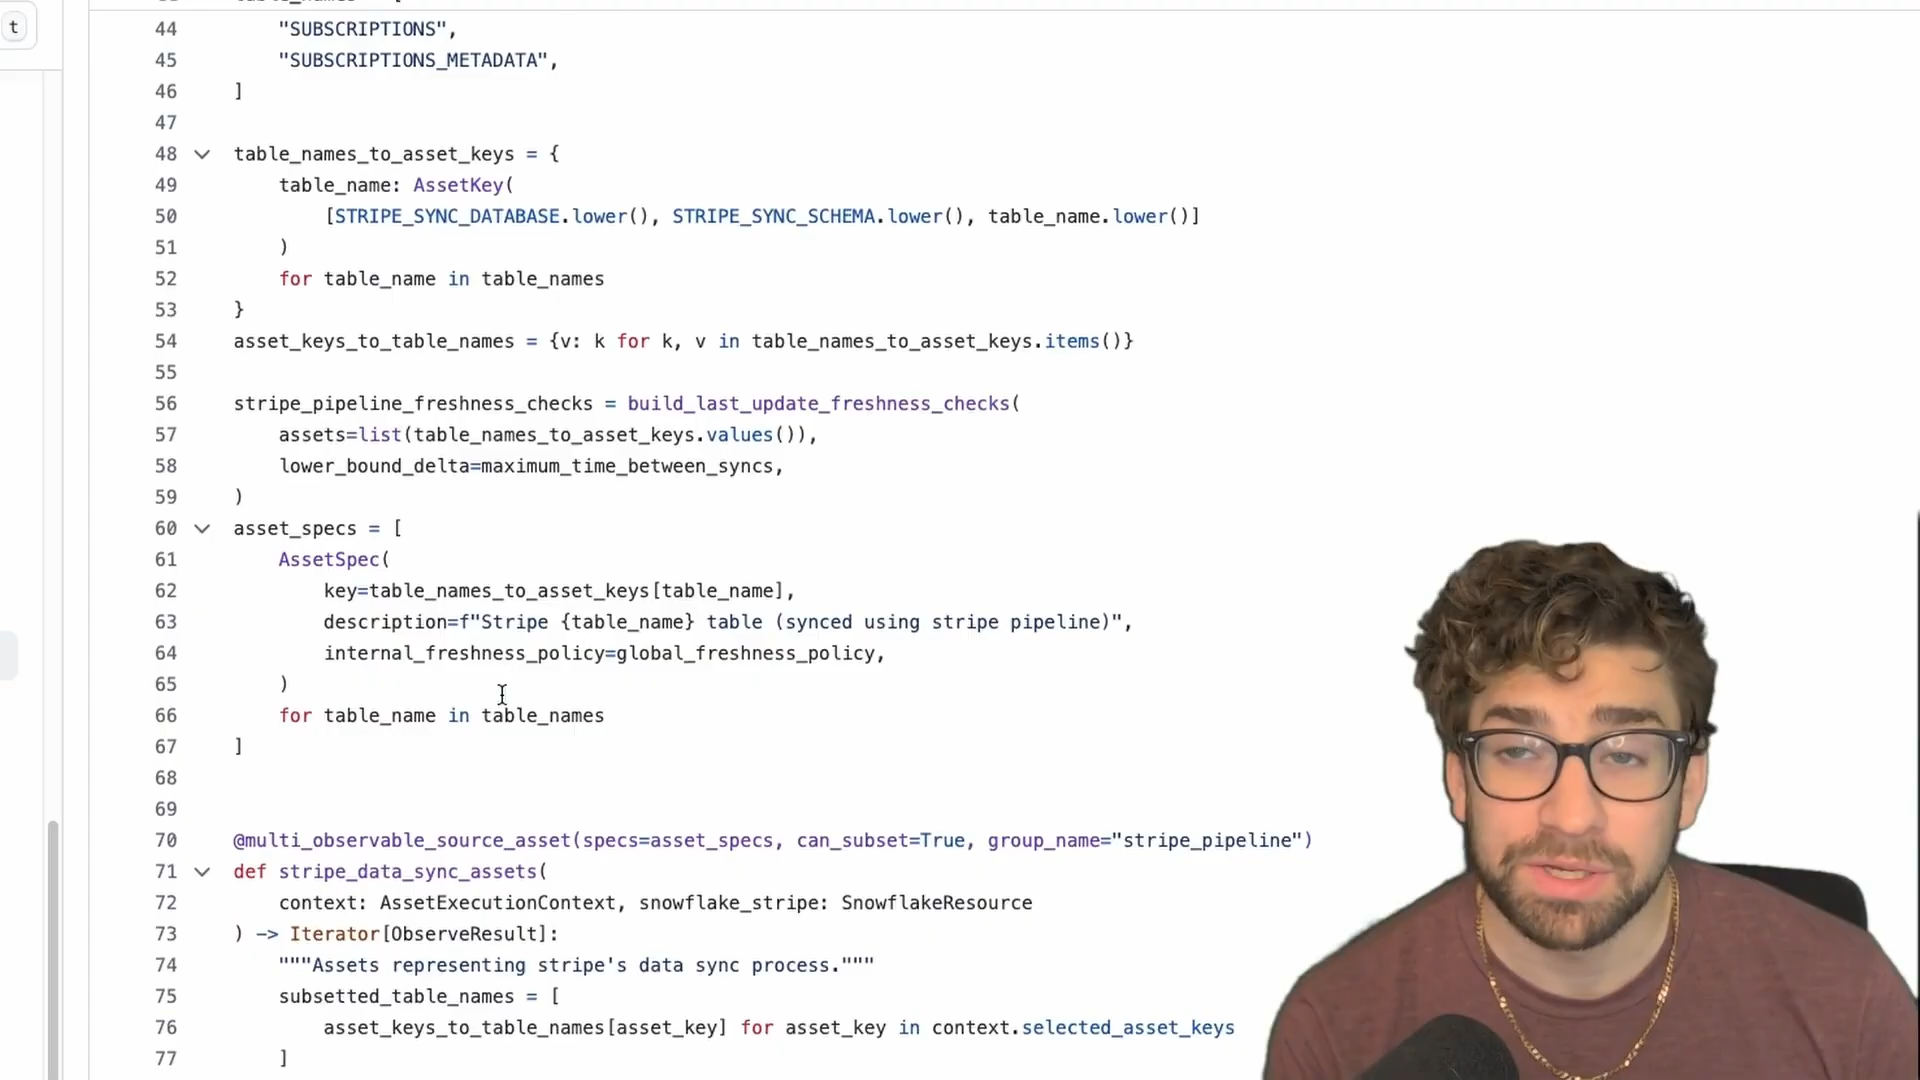 t
44 "SUBSCRIPTIONS",
45 "SUBSCRIPTIONS_METADATA",
46 ]
47
48 table_names_to_asset_keys = {
49 table_name: AssetKey(
50 [STRIPE_SYNC_DATABASE.lower(), STRIPE_SYNC_SCHEMA.lower(), table_name.lower()]
51 )
52 for table_name in table_names
53 }
54 asset_keys_to_table_names = {v: k for k, v in table_names_to_asset_keys.items()}
55
56 stripe_pipeline_freshness_checks = build_last_update_freshness_checks(
57 assets=list(table_names_to_asset_keys.values()),
58 lower_bound_delta=maximum_time_between_syncs,
59 )
60 asset_specs = [
61 AssetSpec(
62 key=table_names_to_asset_keys[table_name],
63 description=f"Stripe {table_name} table (synced using stripe pipeline)",
64 internal_freshness_policy=global_freshness_policy,
65 )
66 for table_name in table_names
67 ]
68
69
70 @multi_observable_source_asset(specs=asset_specs, can_subset=True, group_name="stripe_pipeline")
71 def stripe_data_sync_assets(
72 context: AssetExecutionContext, snowflake_stripe: SnowflakeResource
73 ) -> Iterator[ObserveResult]:
74 """Assets representing stripe's data sync process."""
75 subsetted_table_names = [
76 asset_keys_to_table_names[asset_key] for asset_key in context.selected_asset_keys
77 ]